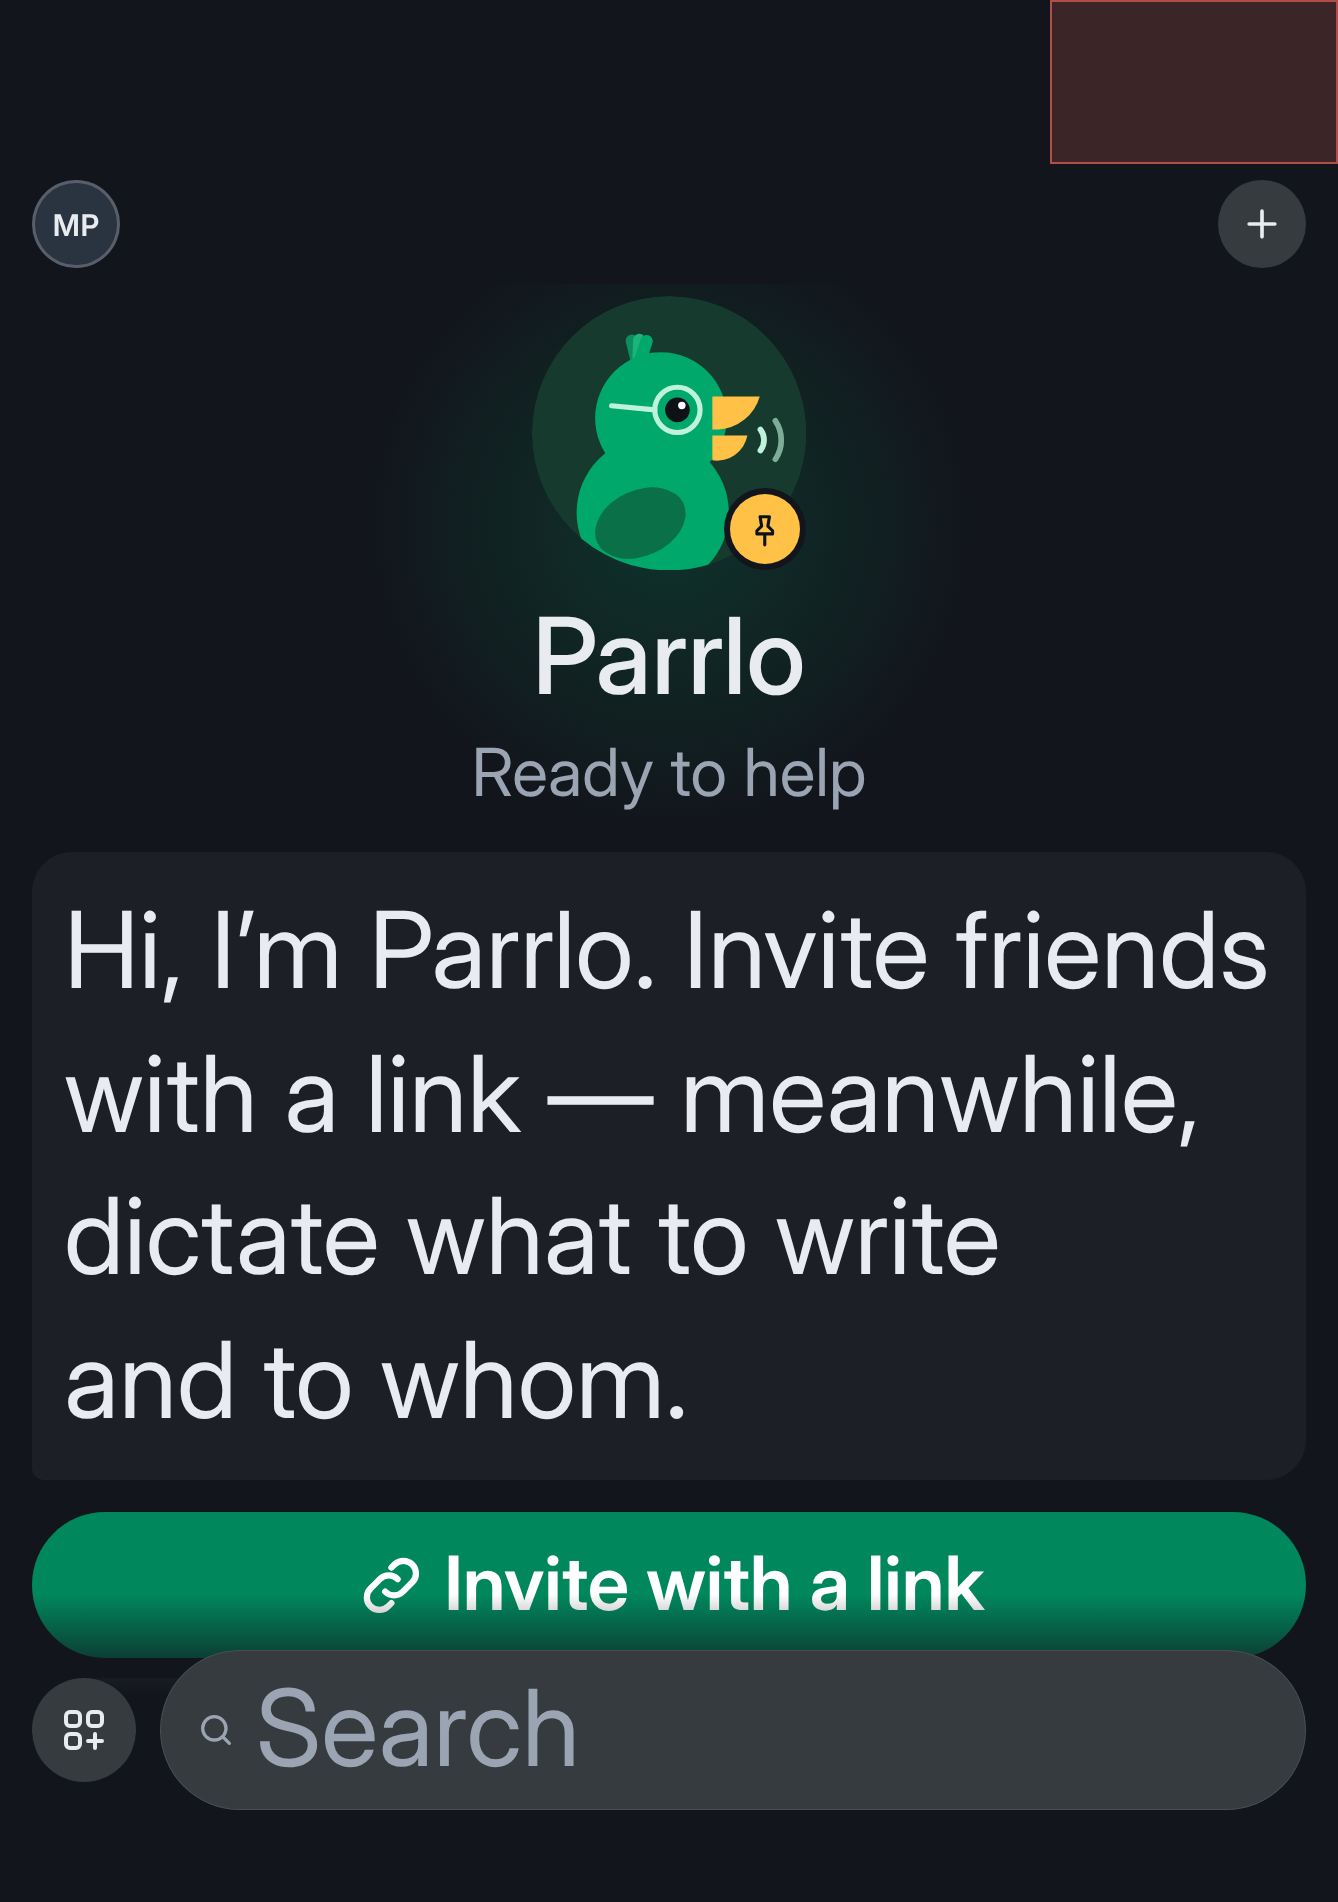 MP
Parrlo
Ready to help
Hi, I’m Parrlo. Invite friends
with a link — meanwhile,
dictate what to write
and to whom.
Invite with a link
Search